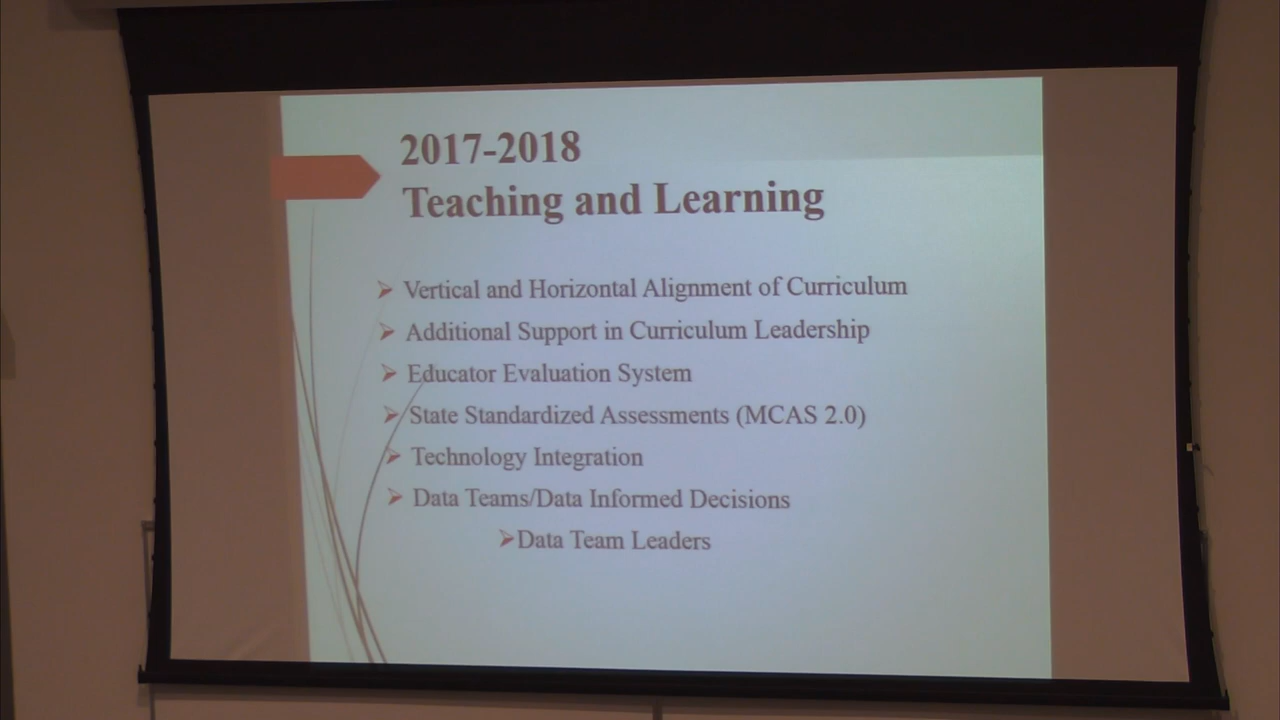 2017-2018
Teaching and Learning
Vertical and Horizontal Alignment of Curriculum
Additional Support in Curriculum Leadership
Educator Evaluation System
State Standardized Assessments (MCAS 2.0)
Technology Integration
Data Teams/Data Informed Decisions
Data Team Leaders